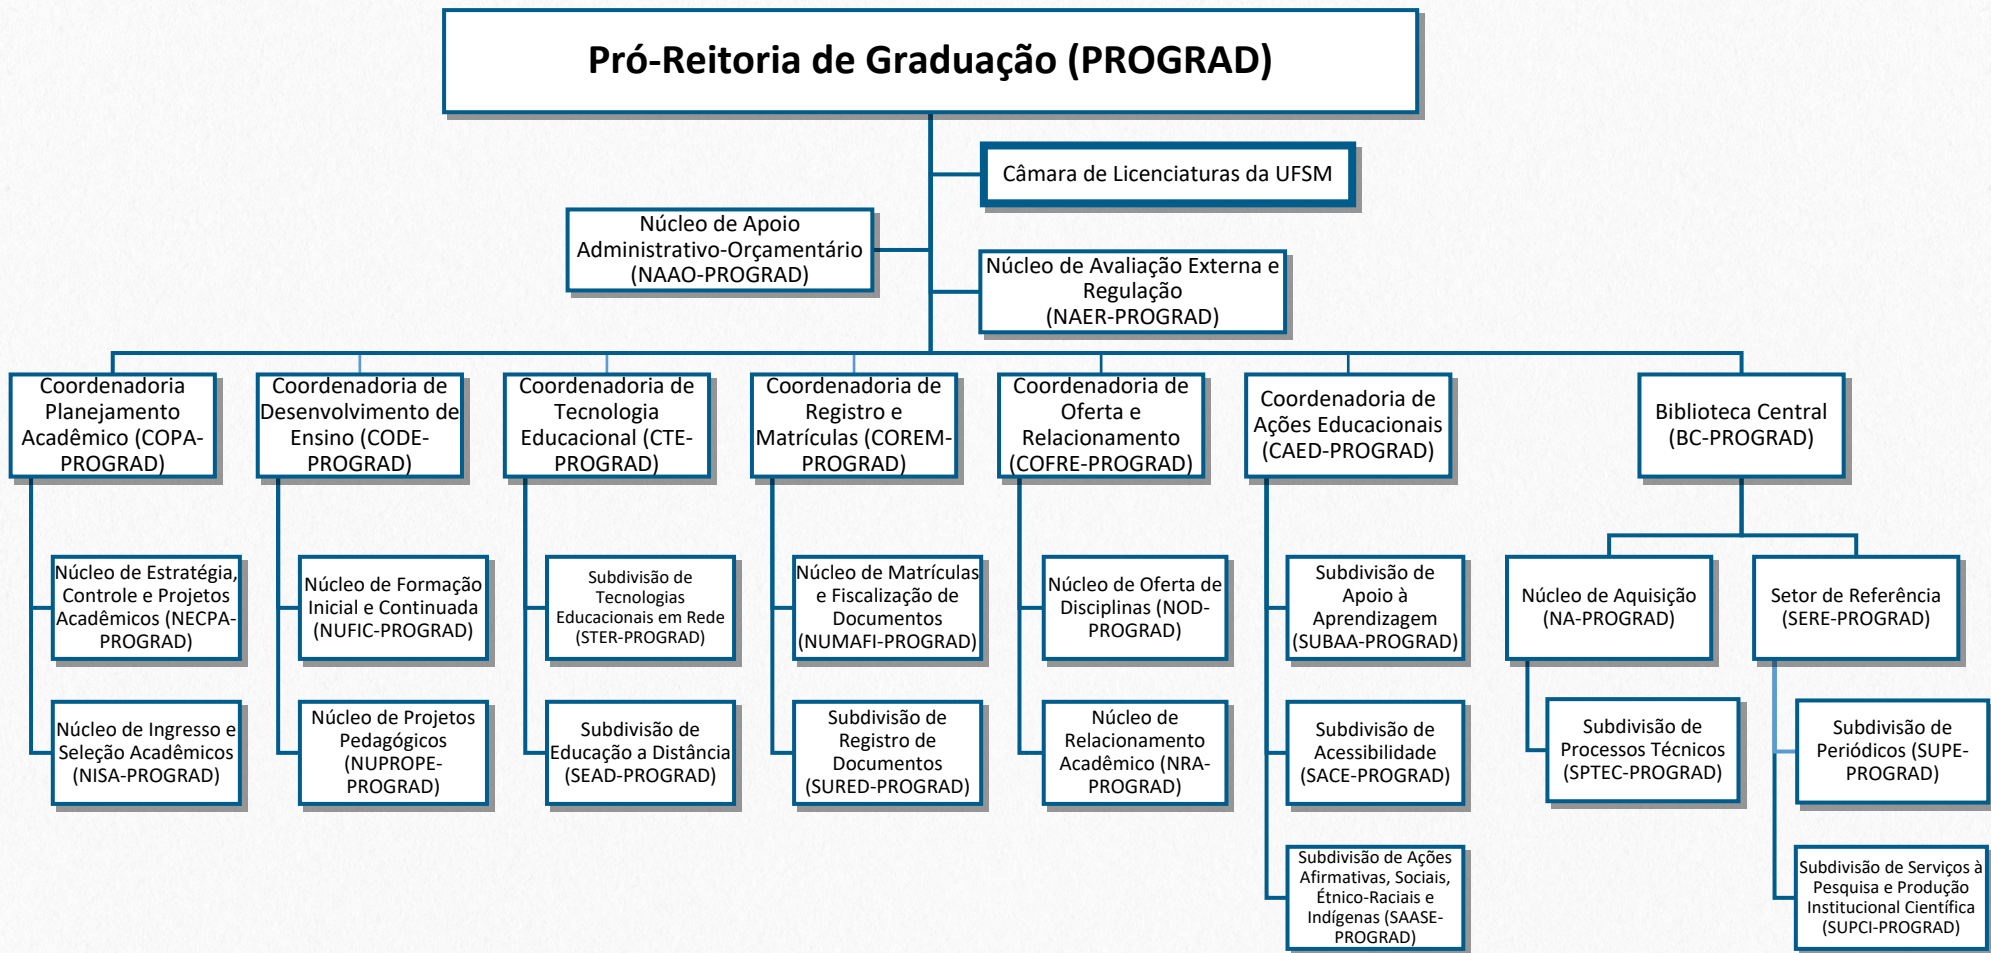 Pró-Reitoria de Graduação (PROGRAD)
Câmara de Licenciaturas da UFSM
Núcleo de Apoio
Administrativo-Orçamentário
(NAAO-PROGRAD)
Núcleo de Avaliação Externa e
Regulação
(NAER-PROGRAD)
Coordenadoria
Planejamento
Acadêmico (COPA-
PROGRAD)
Coordenadoria de
Desenvolvimento de
Ensino (CODE-
PROGRAD)
Coordenadoria de
Tecnologia
Educacional (CTE-
PROGRAD)
Coordenadoria de
Registro e
Matrículas (COREM-
PROGRAD)
Coordenadoria de
Oferta e
Relacionamento
(COFRE-PROGRAD)
Coordenadoria de
Ações Educacionais
(CAED-PROGRAD)
Biblioteca Central
(BC-PROGRAD)
Núcleo de Estratégia,
Controle e Projetos
Acadêmicos (NECPA-
PROGRAD)
Núcleo de Formação
Inicial e Continuada
(NUFIC-PROGRAD)
Subdivisão de
Tecnologias
Educacionais em Rede
(STER-PROGRAD)
Núcleo de Matrículas
e Fiscalização de
Documentos
(NUMAFI-PROGRAD)
Núcleo de Oferta de
Disciplinas (NOD-
PROGRAD)
Subdivisão de
Apoio à
Aprendizagem
(SUBAA-PROGRAD)
Núcleo de Aquisição
(NA-PROGRAD)
Setor de Referência
(SERE-PROGRAD)
Núcleo de Ingresso e
Seleção Acadêmicos
(NISA-PROGRAD)
Núcleo de Projetos
Pedagógicos
(NUPROPE-
PROGRAD)
Subdivisão de
Educação a Distância
(SEAD-PROGRAD)
Subdivisão de
Registro de
Documentos
(SURED-PROGRAD)
Núcleo de
Relacionamento
Acadêmico (NRA-
PROGRAD)
Subdivisão de
Acessibilidade
(SACE-PROGRAD)
Subdivisão de
Processos Técnicos
(SPTEC-PROGRAD)
Subdivisão de
Periódicos (SUPE-
PROGRAD)
Subdivisão de Ações
Afirmativas, Sociais,
Étnico-Raciais e
Indígenas (SAASE-
PROGRAD)
Subdivisão de Serviços à
Pesquisa e Produção
Institucional Científica
(SUPCI-PROGRAD)